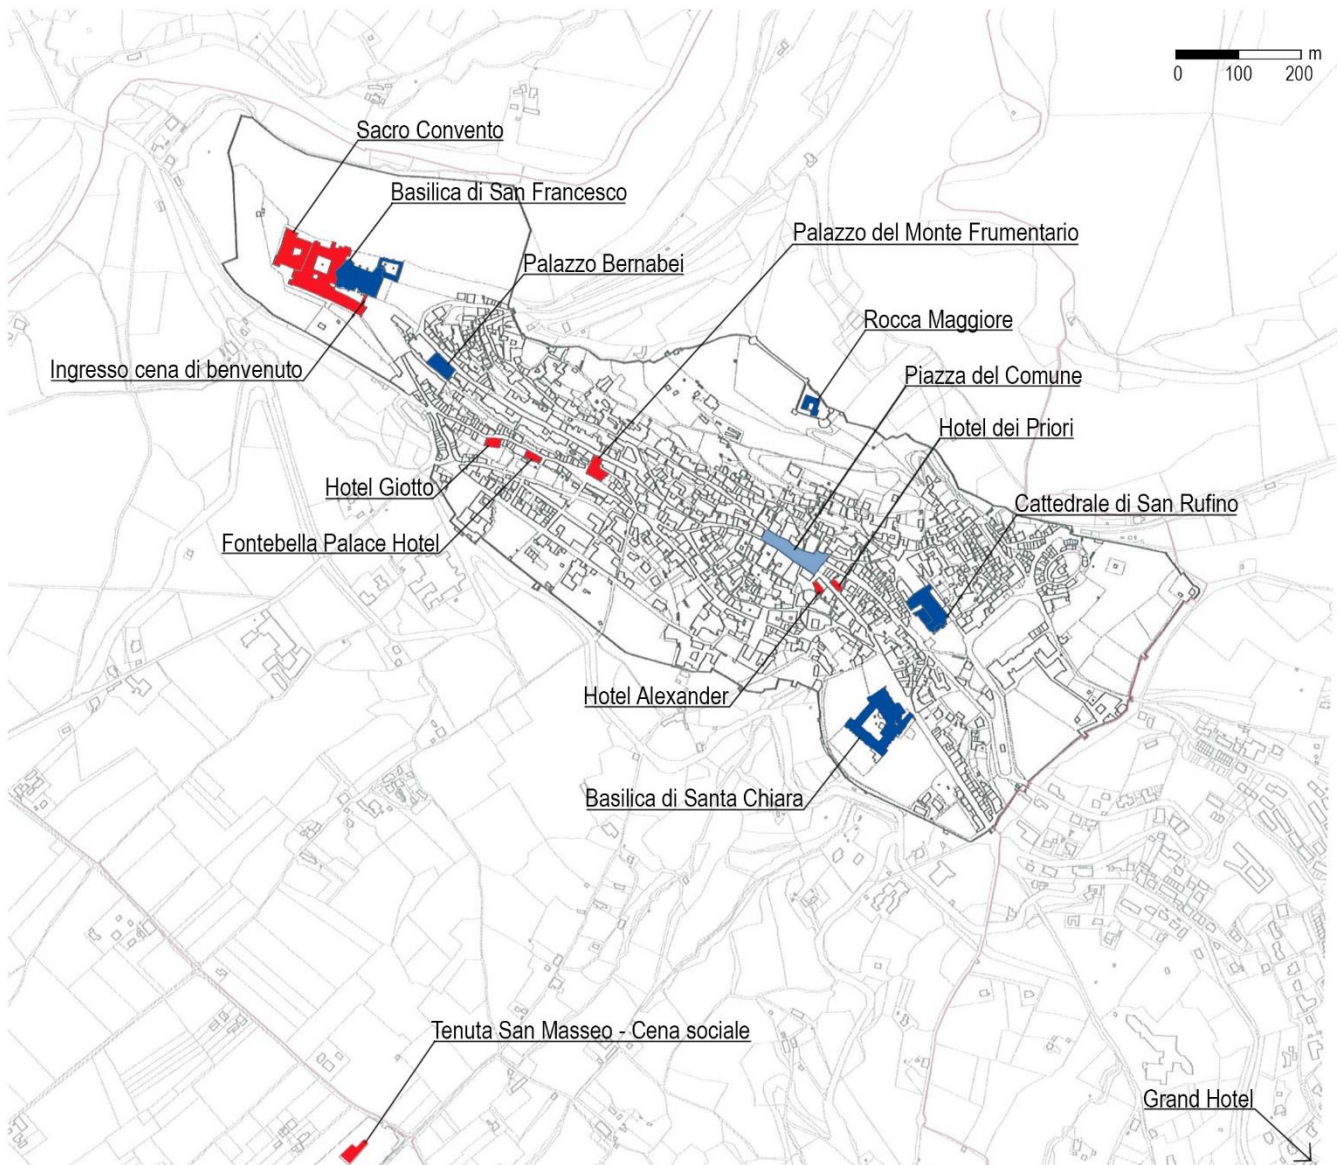 m
0 100 200
Sacro Convento
Basilica di San Francesco
Palazzo del Monte Frumentario
Palazzo Bernabei
Rocca Maggiore
Ingresso cena di benvenuto
Piazza del Comune
Hotel dei Priori
Hotel Giotto
Cattedrale di San Rufino
Fontebella Palace Hotel
Hotel Alexander
Basilica di Santa Chiara
Tenuta San Masseo - Cena sociale
Grand Hotel